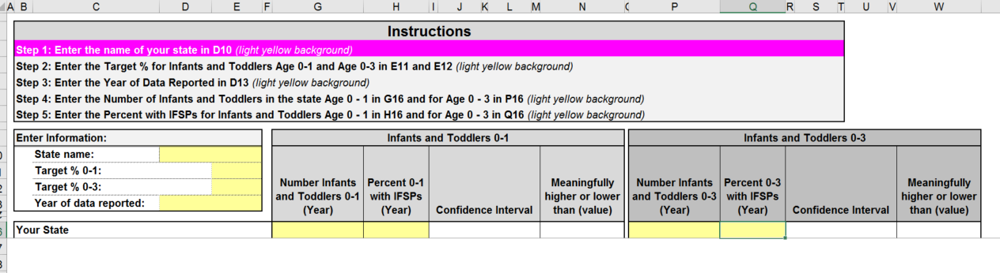 A B C D E F G H I J K L M N P Q R S T U V W
Instructions
Step 1: Enter the name of your state in D10 (light yellow background)
Step 2: Enter the Target % for Infants and Toddlers Age 0-1 and Age 0-3 in E11 and E12 (light yellow background)
Step 3: Enter the Year of Data Reported in D13 (light yellow background)
Step 4: Enter the Number of Infants and Toddlers in the state Age 0 - 1 in G16 and for Age 0 - 3 in P16 (light yellow background)
Step 5: Enter the Percent with IFSPs for Infants and Toddlers Age 0 - 1 in H16 and for Age 0 - 3 in Q16 (light yellow background)
Enter Information:
State name:
Target % 0-1:
Target % 0-3:
Year of data reported:
Infants and Toddlers 0-1
Number Infants
and Toddlers 0-1
(Year)
Percent 0-1
with IFSPs
(Year)
Confidence Interval
Meaningfully
higher or lower
than (value)
Infants and Toddlers 0-3
Number Infants
and Toddlers 0-3
(Year)
Percent 0-3
with IFSPs
(Year)
Confidence Interval
Meaningfully
higher or lower
than (value)
Your State